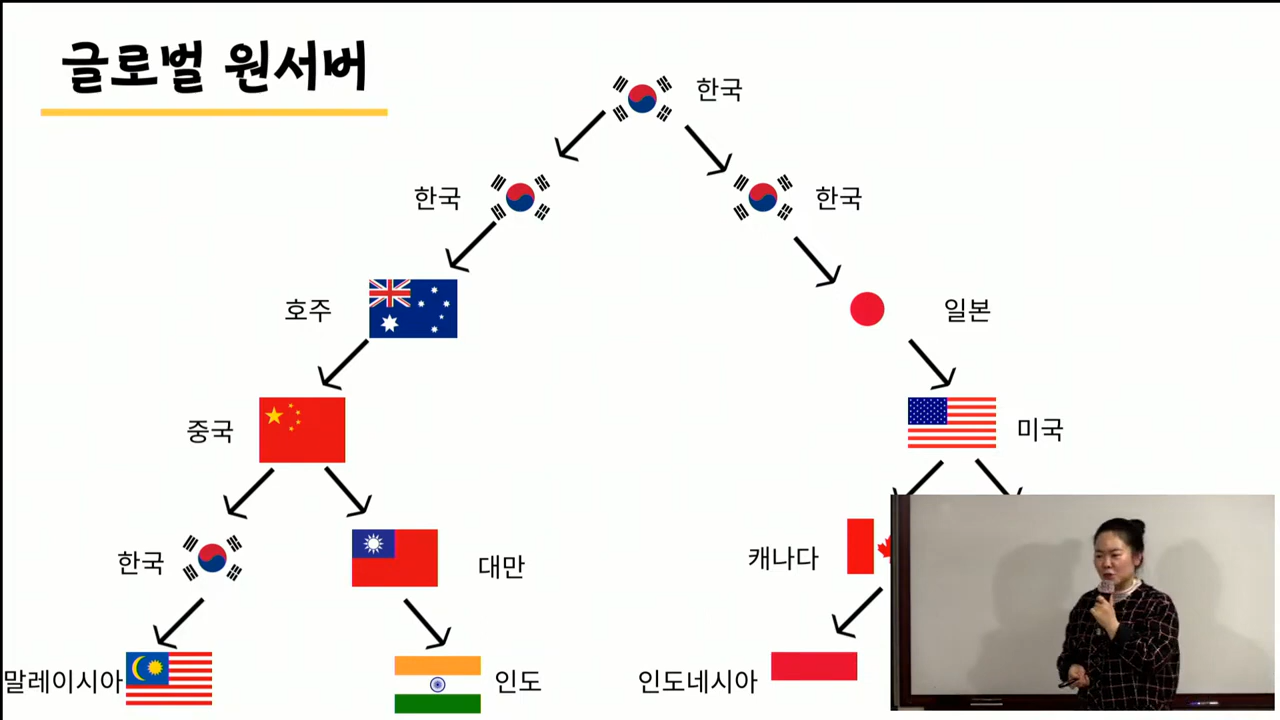 글로벌 원서버
한국
한국
한국
호주
일본
중국
미국
한국
대만
캐나다
말레이시아
인도
인도네시아